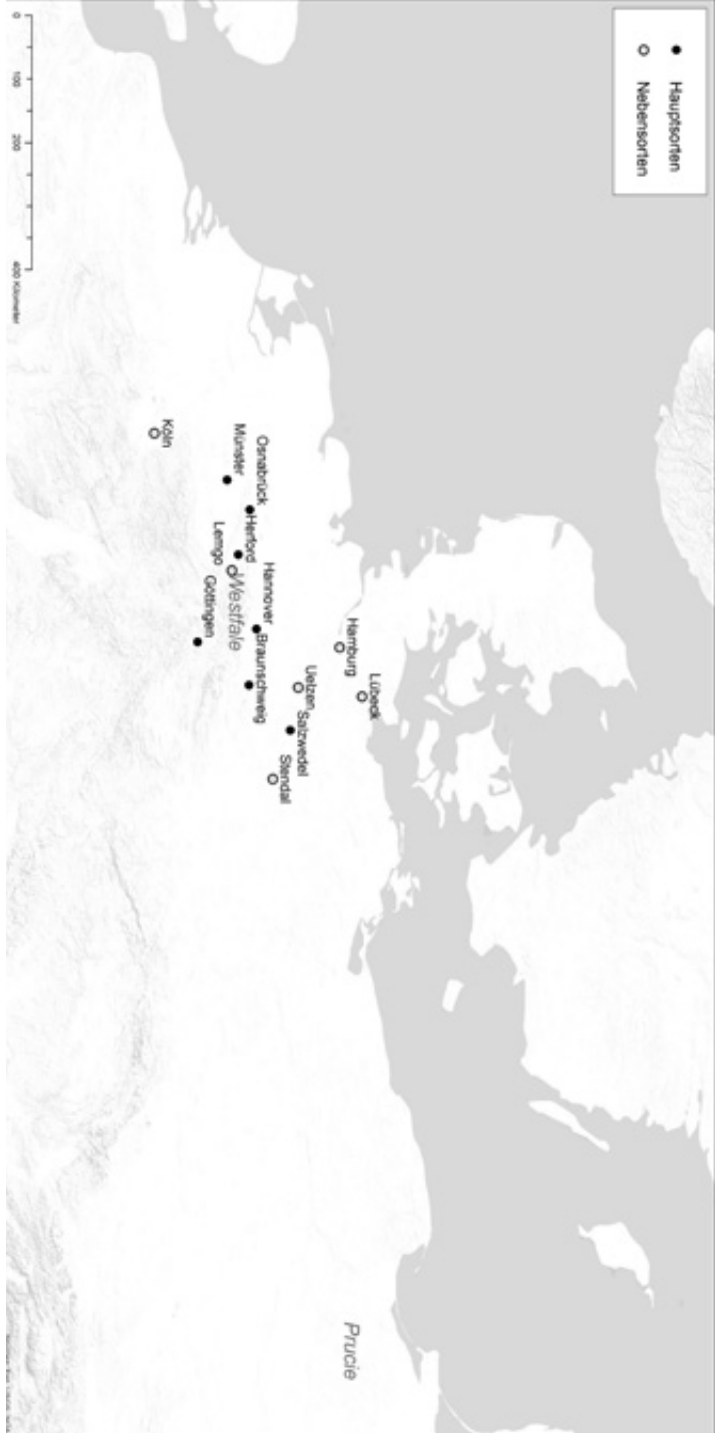 Hauptsorten
Nebensorten
Lübeck
Hamburg
Uelzen
Salzwedel
Stendal
Osnabrück
Herford
Hannover
Braunschweig
Münster
Lemgo
Westfale
Göttingen
Köln
Prucie
0 100 200 400 Kilometer